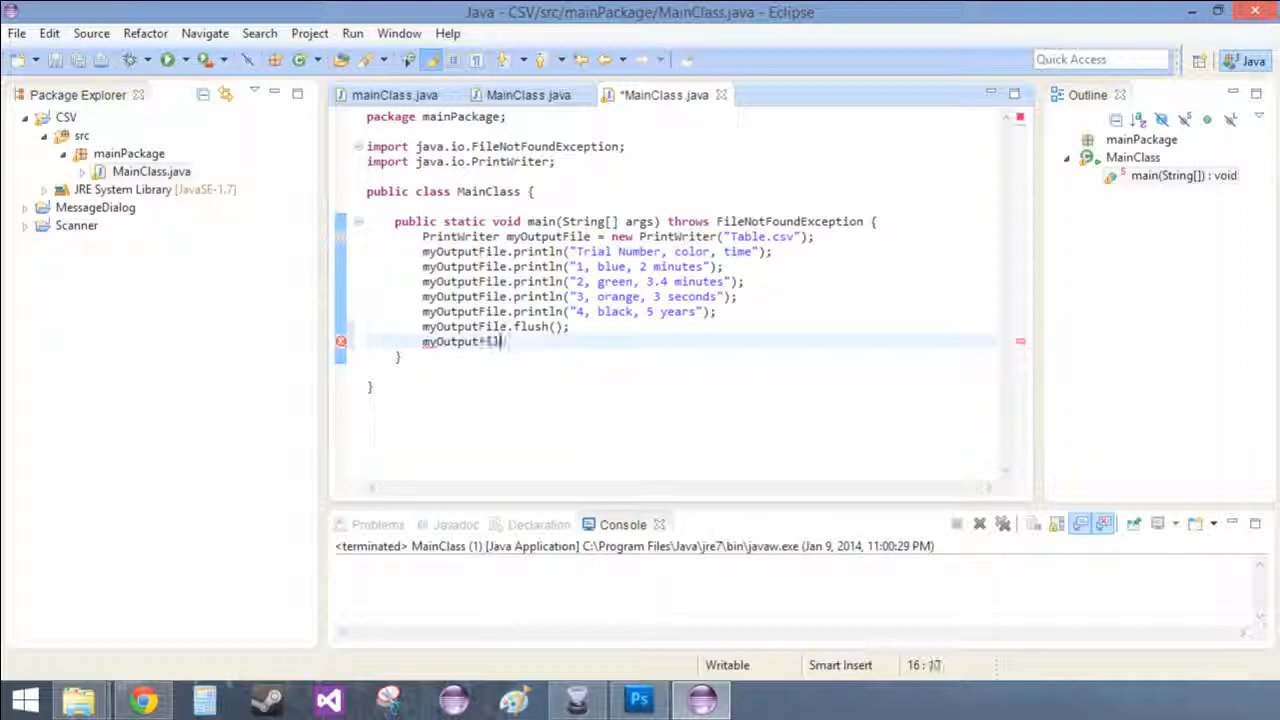 Java - CSV/src/mainPackage/MainClass.java - Eclipse
File Edit Source Refactor Navigate Search Project Run Window Help
Quick Access
Java
Package Explorer
mainClass.java
MainClass.java
*MainClass.java
Outline
CSV
src
mainPackage
MainClass.java
JRE System Library [JavaSE-1.7]
MessageDialog
Scanner
package mainPackage;
import java.io.FileNotFoundException;
import java.io.PrintWriter;
public class MainClass {
public static void main(String[] args) throws FileNotFoundException {
PrintWriter myOutputFile = new PrintWriter("Table.csv");
myOutputFile.println("Trial Number, color, time");
myOutputFile.println("1, blue, 2 minutes");
myOutputFile.println("2, green, 3.4 minutes");
myOutputFile.println("3, orange, 3 seconds");
myOutputFile.println("4, black, 5 years");
myOutputFile.flush();
}
}
mainPackage
MainClass
main(String[]) : void
Problems
Javadoc
Declaration
Console
<terminated> MainClass (1) [Java Application] C:\Program Files\Java\jre7\bin\javaw.exe (Jan 9, 2014, 11:00:29 PM)
Writable
Smart Insert
Ps